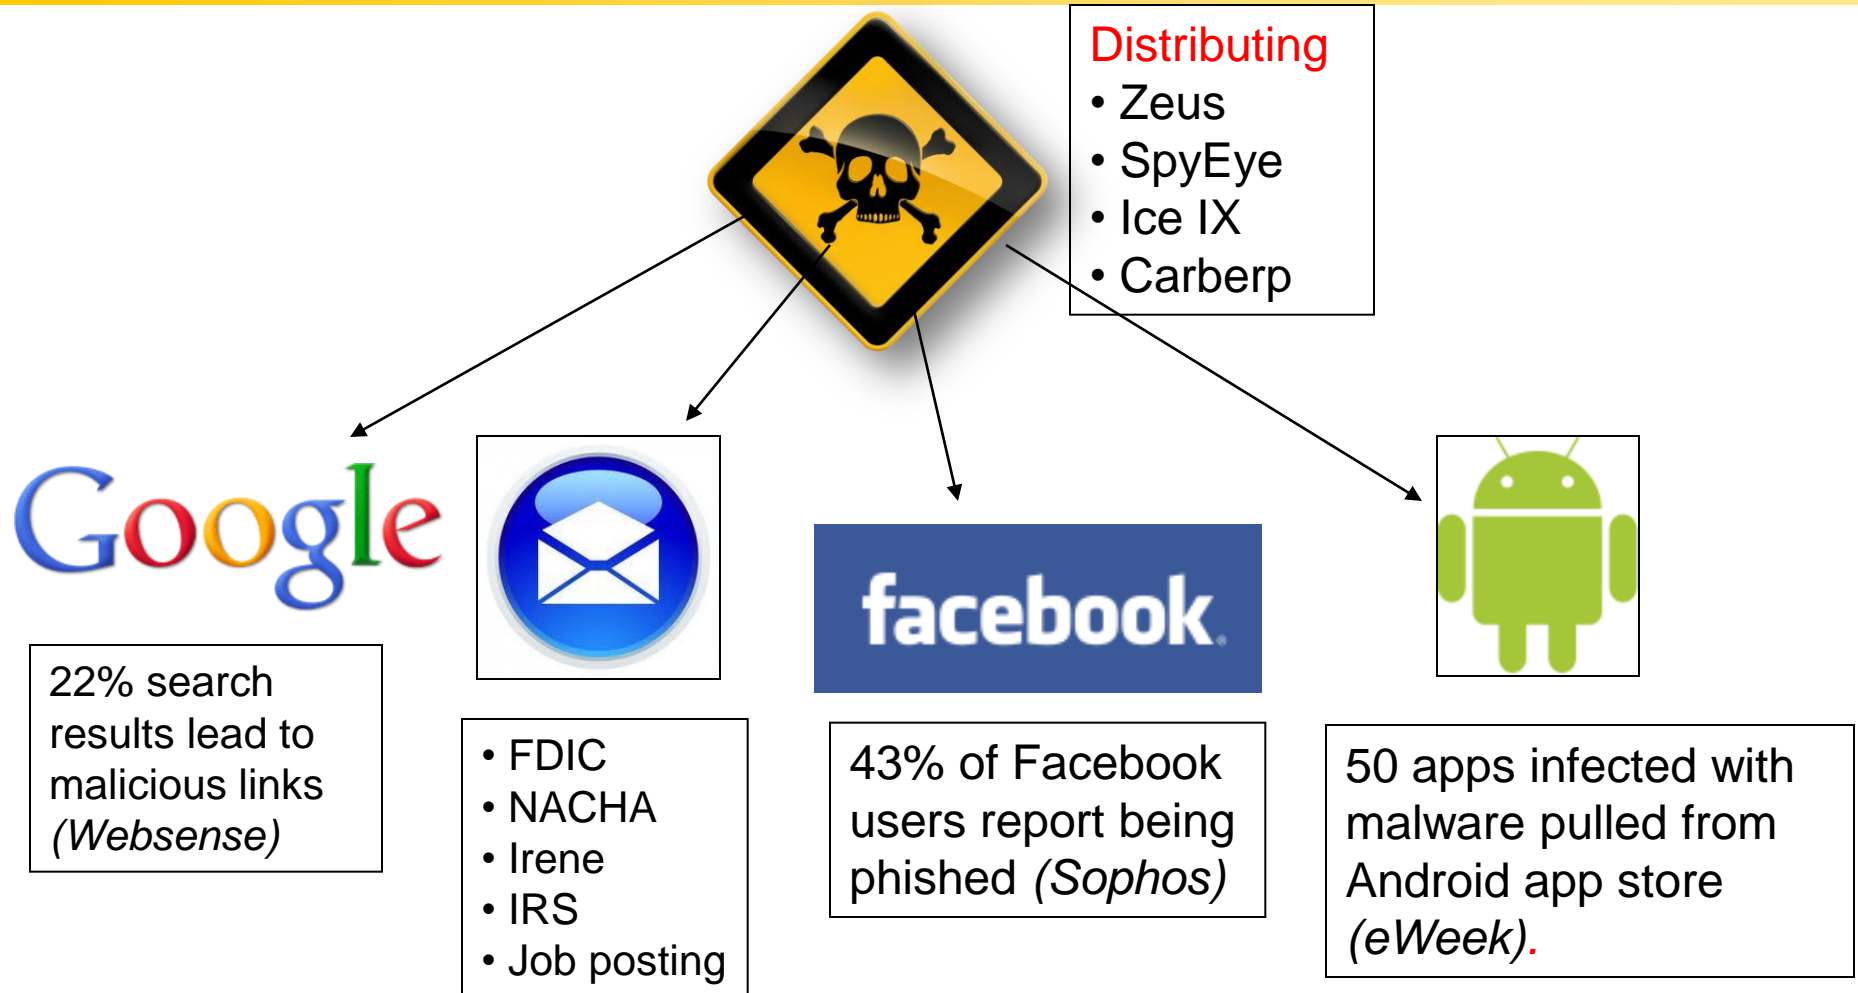 Distributing
• Zeus
• SpyEye
• Ice IX
• Carberp
Google
22% search
results lead to
malicious links
(Websense)
• FDIC
• NACHA
• Irene
• IRS
• Job posting
facebook
43% of Facebook
users report being
phished (Sophos)
50 apps infected with
malware pulled from
Android app store
(eWeek).